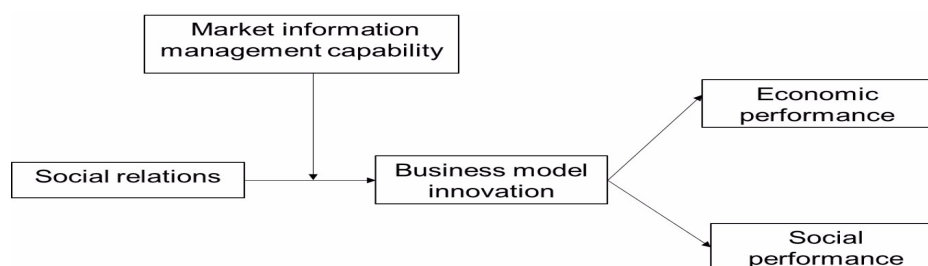 Market information
management capability
Economic
performance
Social relations
Business model
innovation
Social
performance